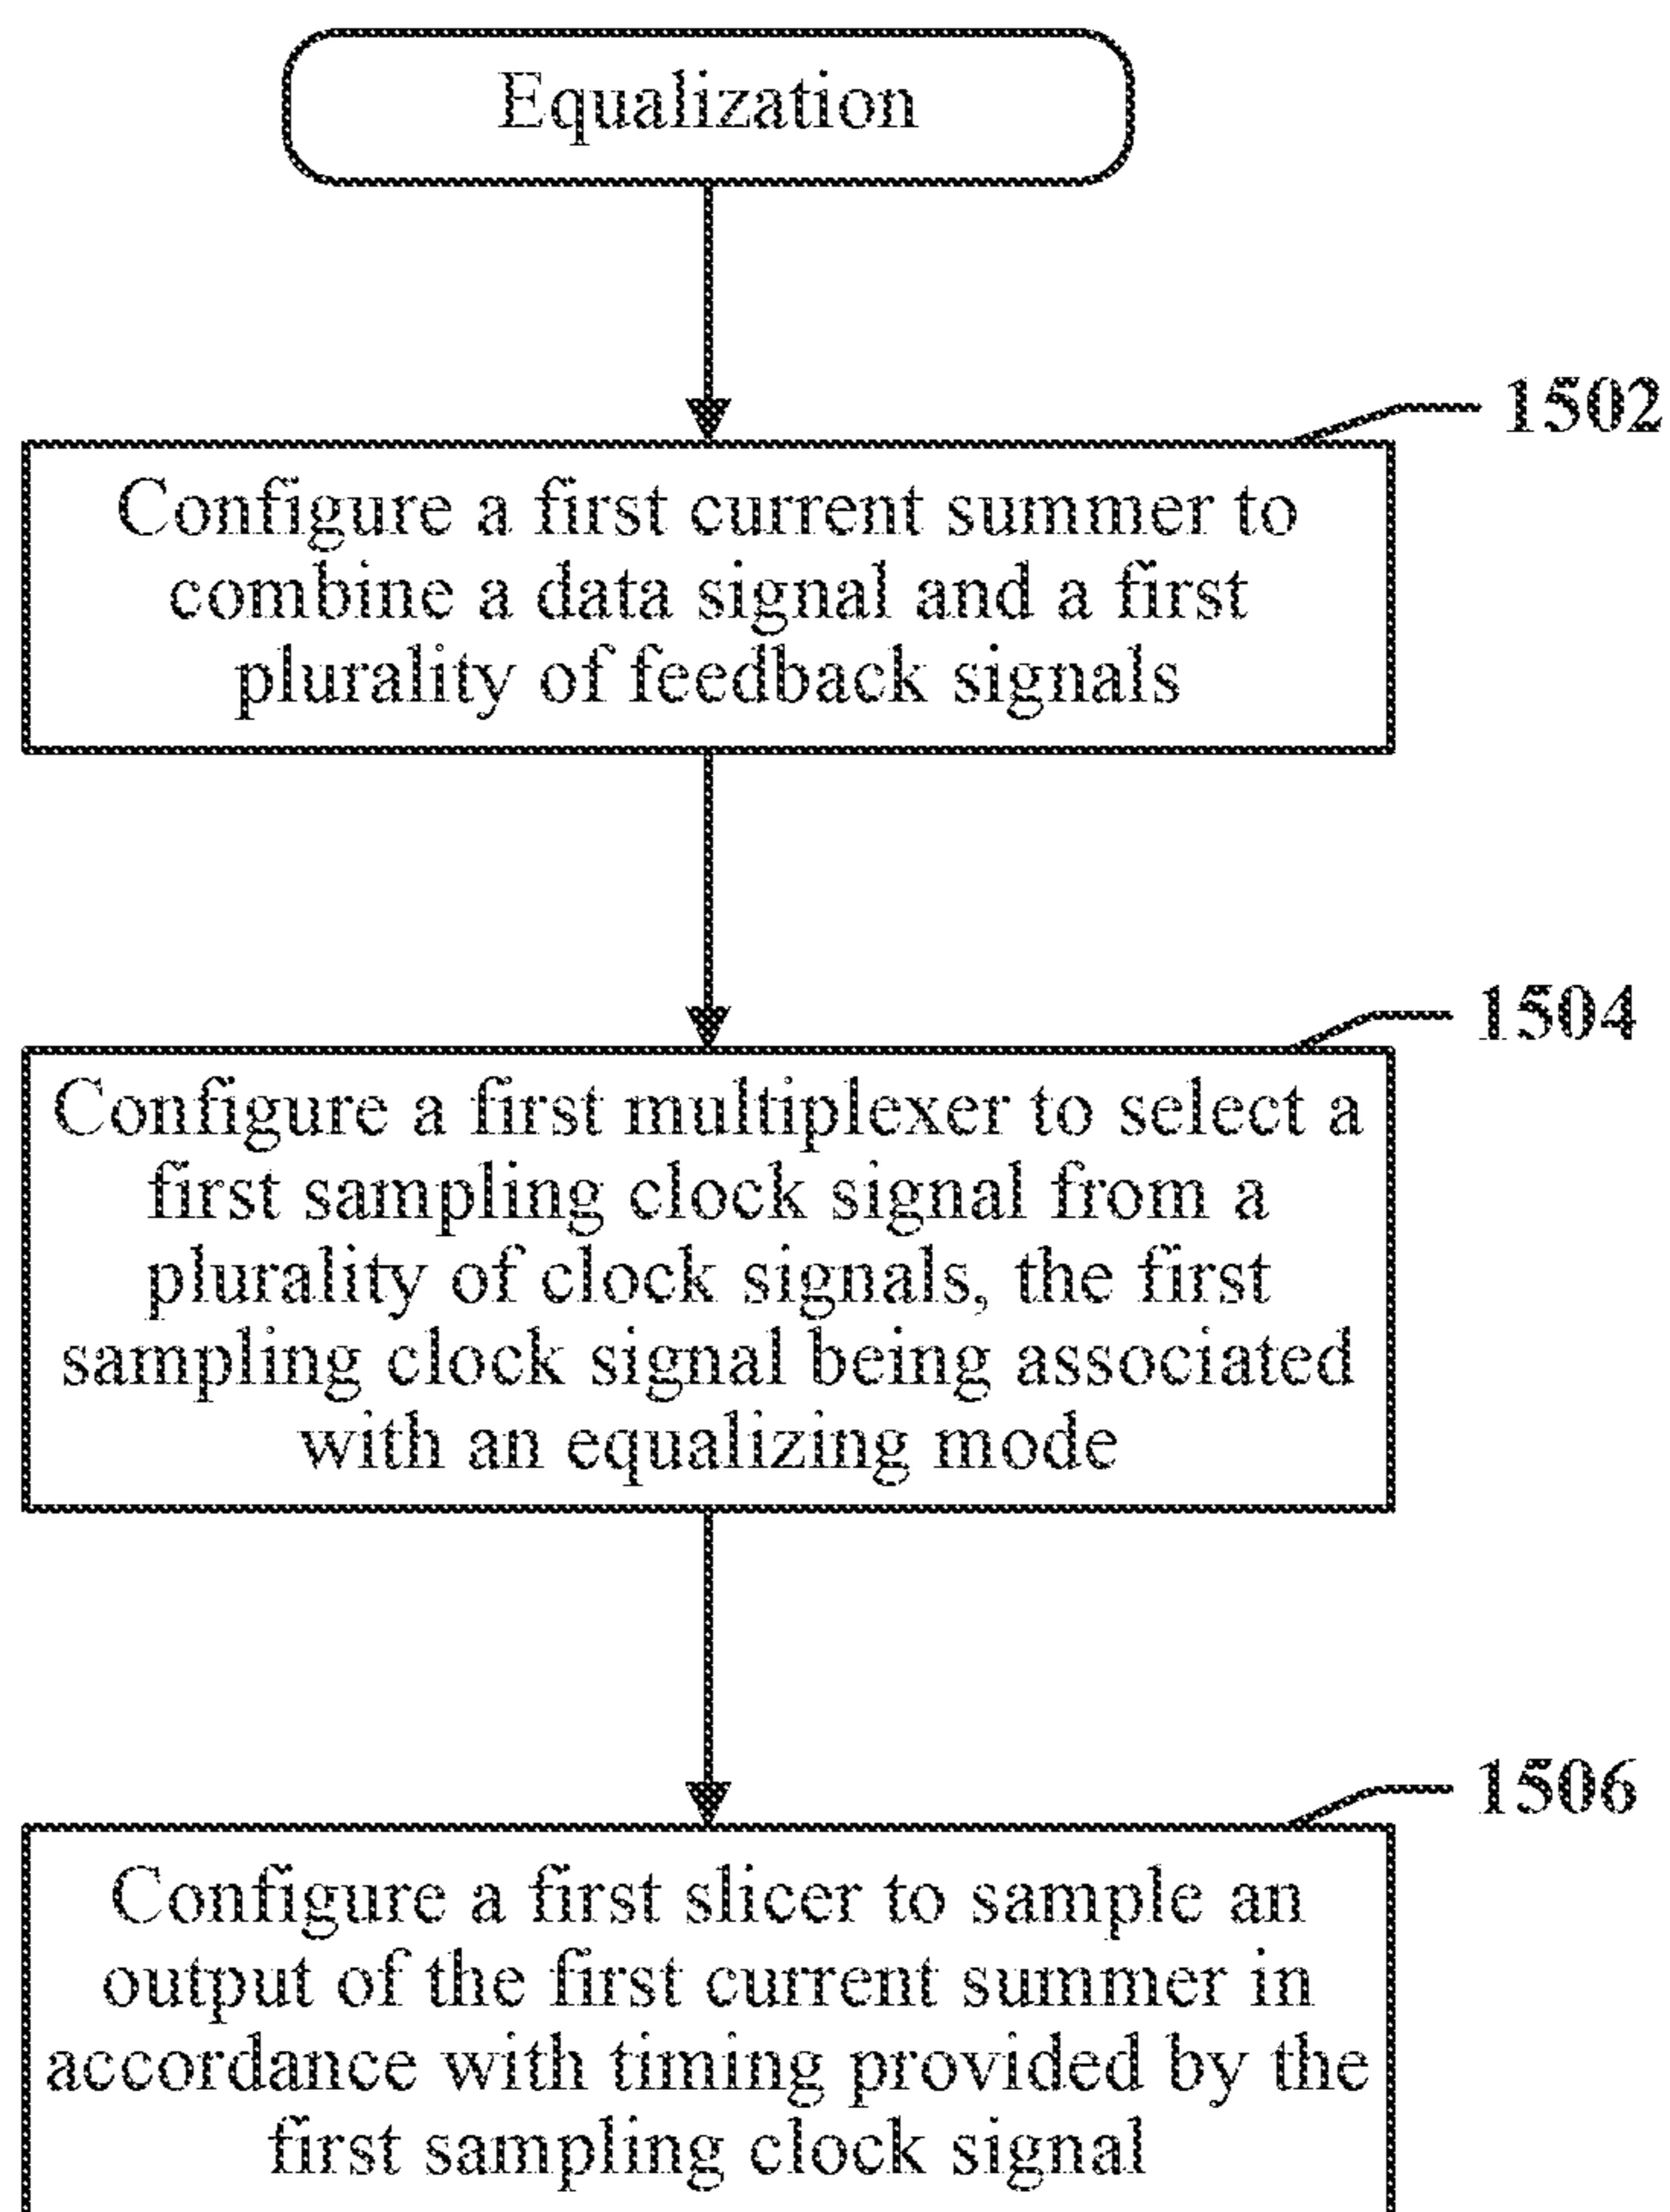 Equalization
1502
Configure a first current summer to
combine a data signal and a first
plurality of feedback signals
1504
Configure a first multiplexer to select a
first sampling clock signal from a
plurality of clock signals, the first
sampling clock signal being associated
with an equalizing mode
1506
Configure a first slicer to sample an
output of the first current summer in
accordance with timing provided by the
first sampling clock signal